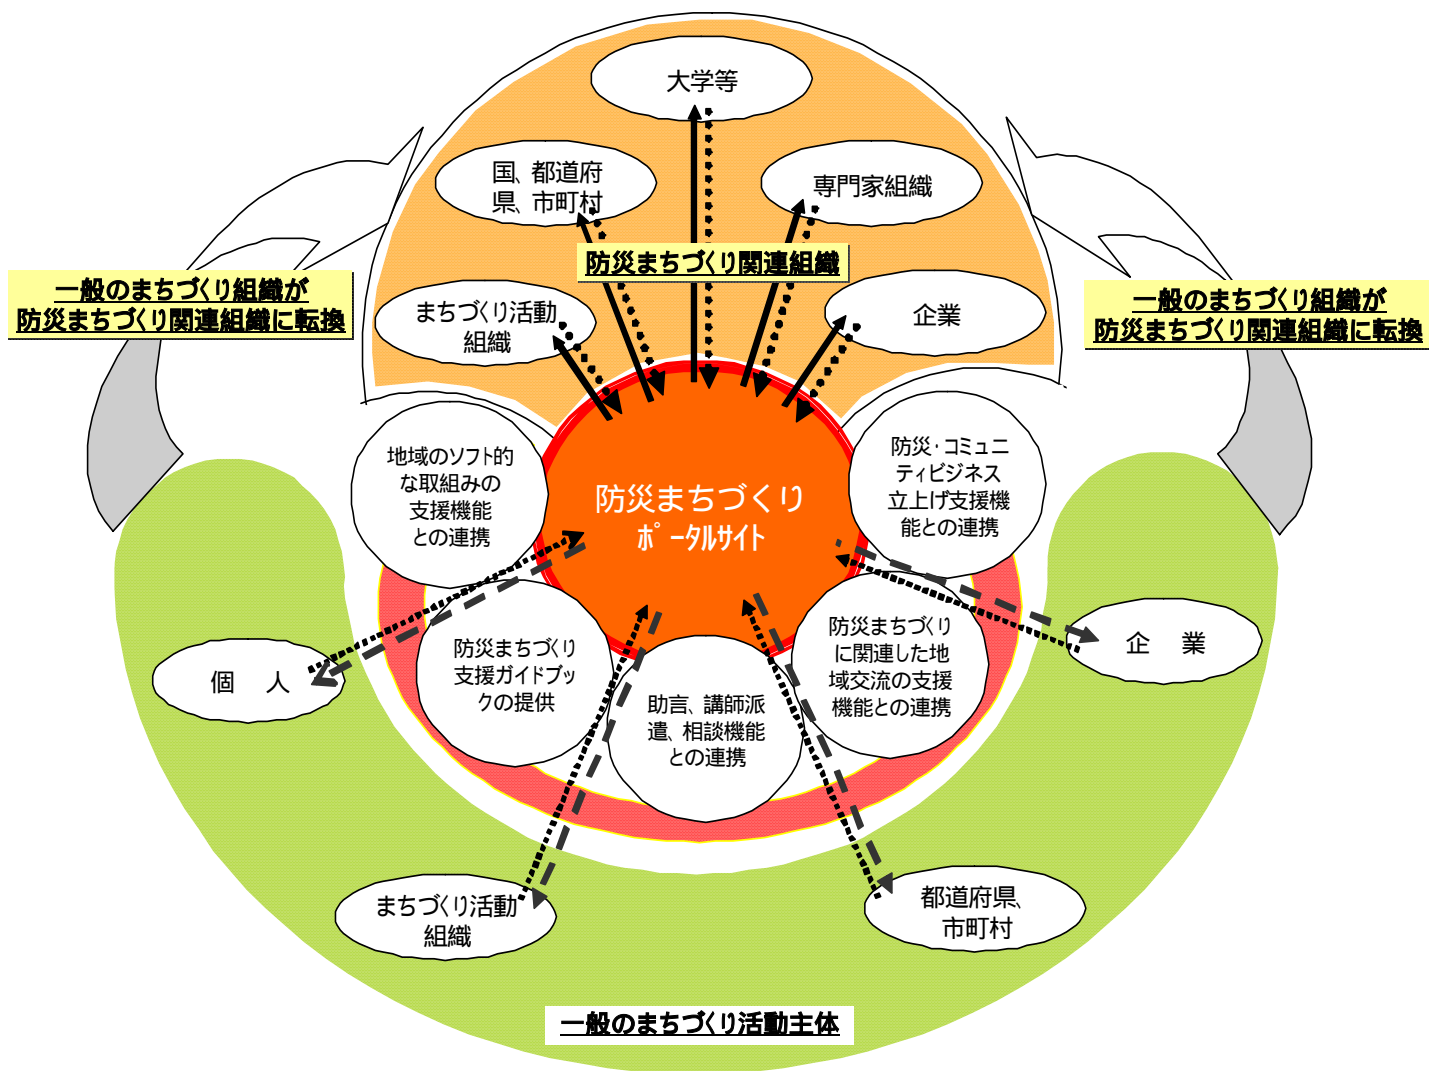 大学等
国、都道府
県、市町村
専門家組織
防災まちづくり関連組織
一般のまちづくり組織が
防災まちづくり関連組織に転換
一般のまちづくり組織が
防災まちづくり関連組織に転換
まちづくり活動
組織
企業
地域のソフト的
な取組みの
支援機能
との連携
防災まちづくり
ポータルサイト
防災・コミュニ
ティビジネス
立上げ支援機
能との連携
防災まちづくり
支援ガイドブッ
クの提供
助言、講師派
遣、相談機能
との連携
防災まちづくり
に関連した地
域交流の支援
機能との連携
個　人
企　業
まちづくり活動
組織
都道府県、
市町村
一般のまちづくり活動主体